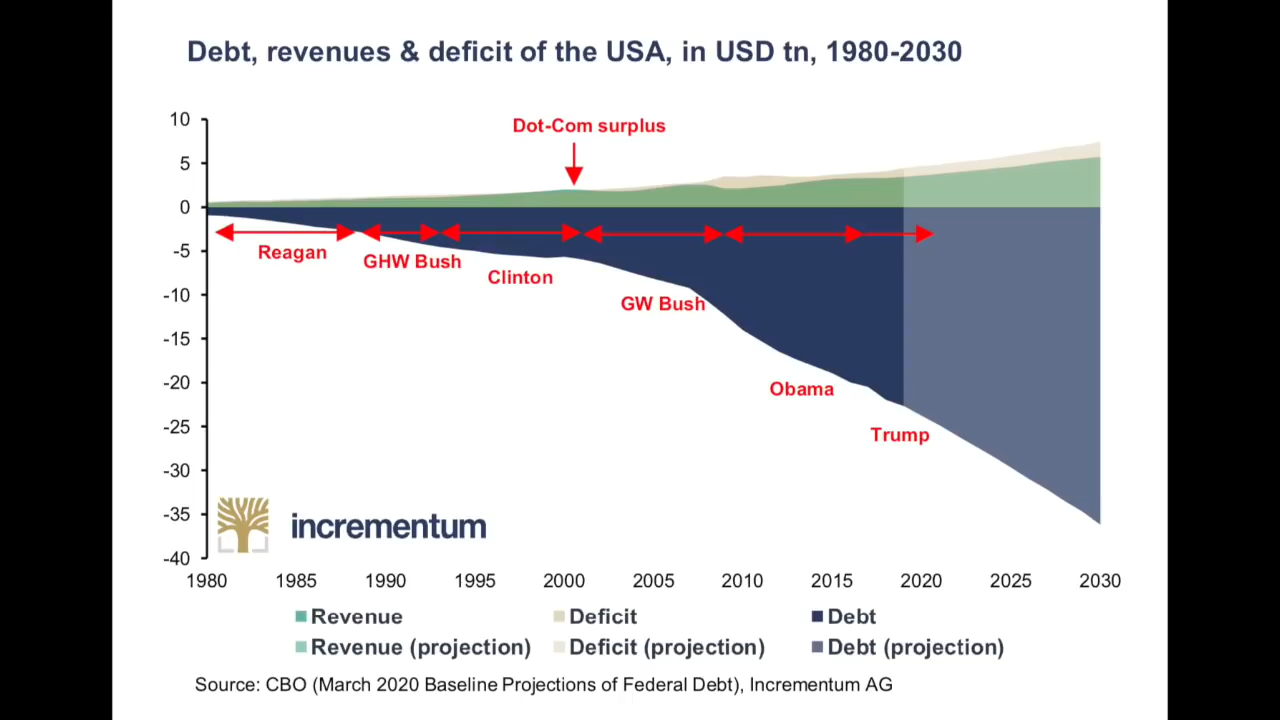 Debt, revenues & deficit of the USA, in USD tn, 1980-2030
10
Dot-Com surplus
5
0
-5
Reagan
GHW Bush
Clinton
-10
GW Bush
-15
-20
Obama
-25
Trump
-30
-35
incrementum
-40
1980 1985 1990 1995 2000 2005 2010 2015 2020 2025 2030
Revenue Deficit Debt
Revenue (projection) Deficit (projection) Debt (projection)
Source: CBO (March 2020 Baseline Projections of Federal Debt), Incrementum AG